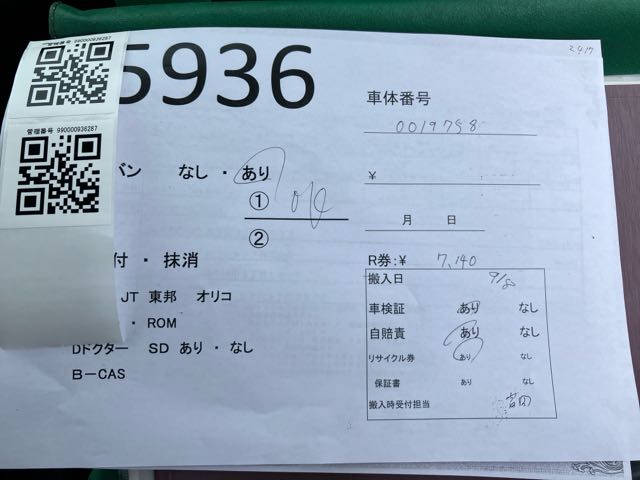 2417
管理番号 990000936287
5936
車体番号
0019758
管理番号 990000936287
バン なし ・ あり
¥
① OK
月 日
②
付 ・ 抹消
R券:¥ 7,140
搬入日 9/8
JT 東邦 オリコ
車検証 あり なし
・ ROM
自賠責 あり なし
Dドクター SD あり ・ なし
リサイクル券 あり なし
B-CAS
保証書 あり なし
搬入時受付担当